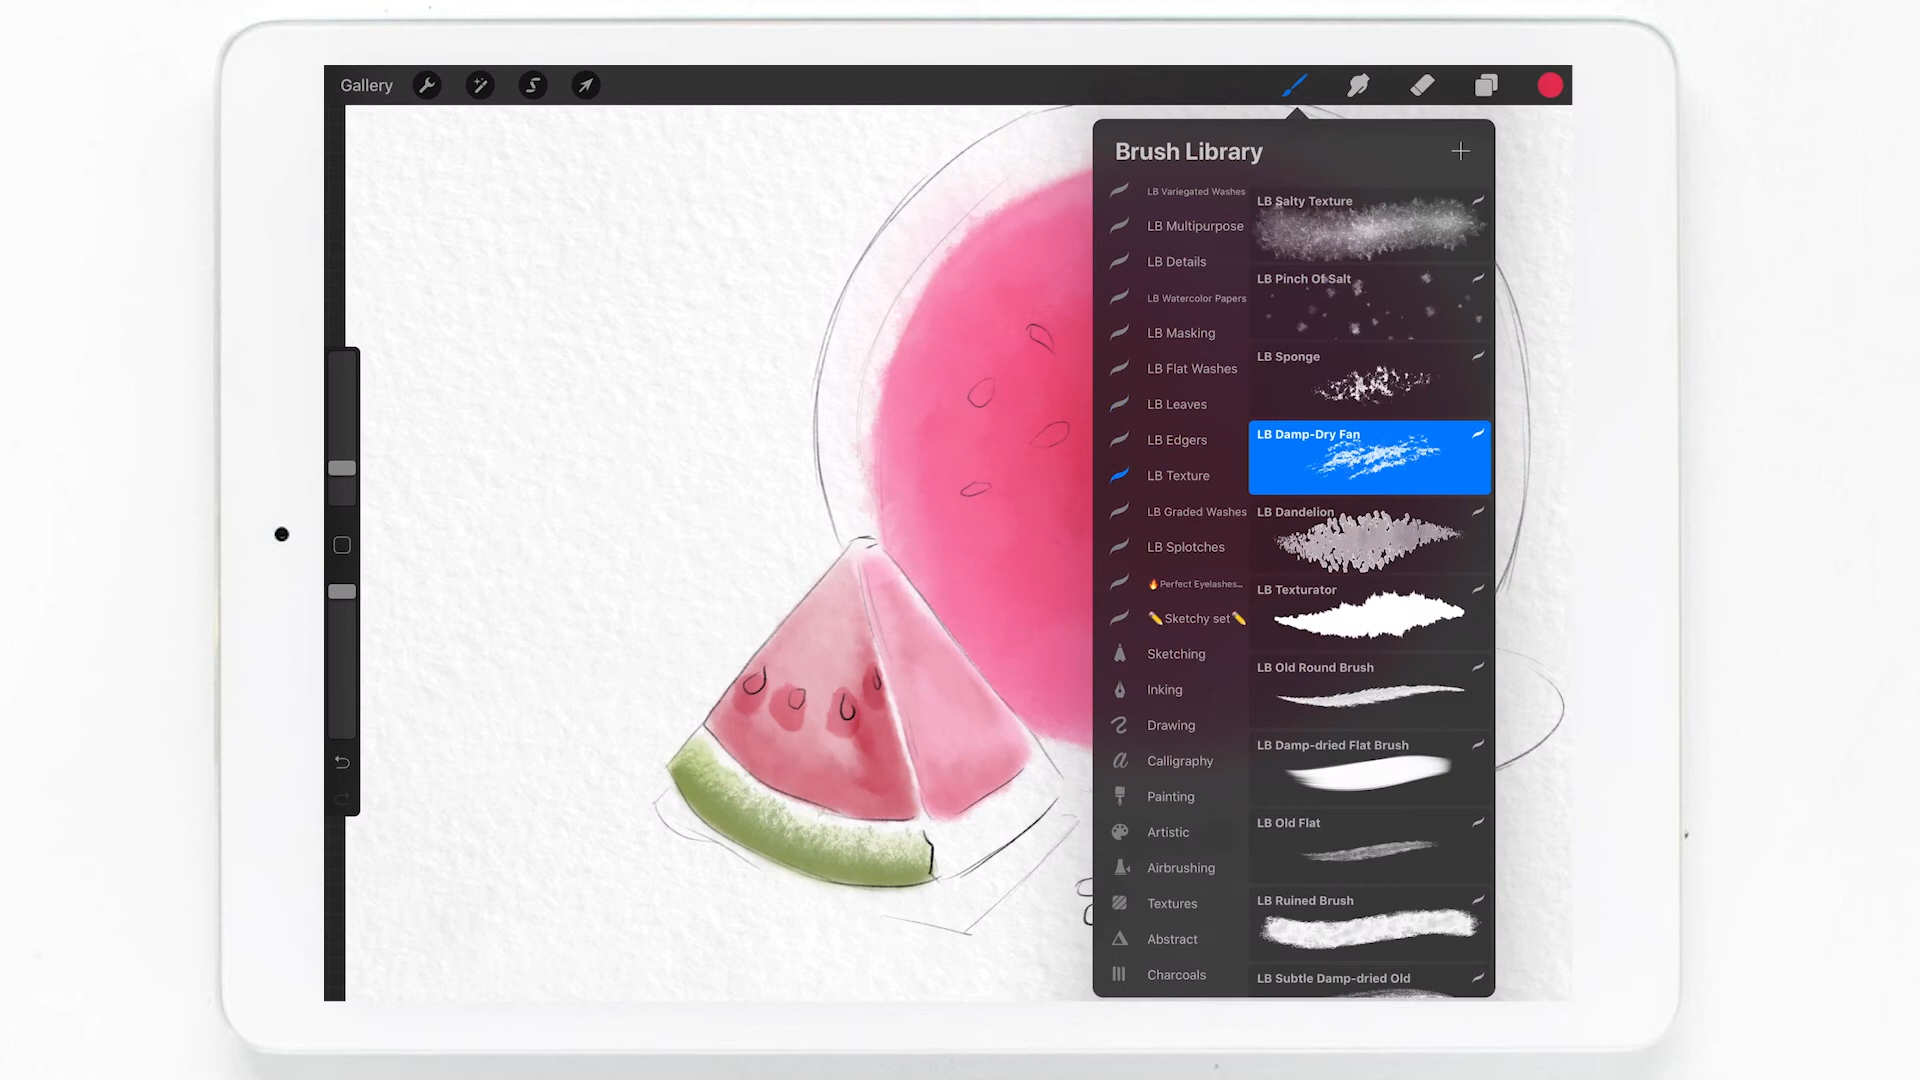 Gallery
Brush Library
LB Variegated Washes
LB Multipurpose
LB Details
LB Watercolor Papers
LB Masking
LB Flat Washes
LB Leaves
LB Edgers
LB Texture
LB Graded Washes
LB Splotches
🔥Perfect Eyelashes...
✏️Sketchy set✏️
Sketching
Inking
Drawing
Calligraphy
Painting
Artistic
Airbrushing
Textures
Abstract
Charcoals
LB Salty Texture
LB Pinch Of Salt
LB Sponge
LB Damp-Dry Fan
LB Dandelion
LB Texturator
LB Old Round Brush
LB Damp-dried Flat Brush
LB Old Flat
LB Ruined Brush
LB Subtle Damp-dried Old